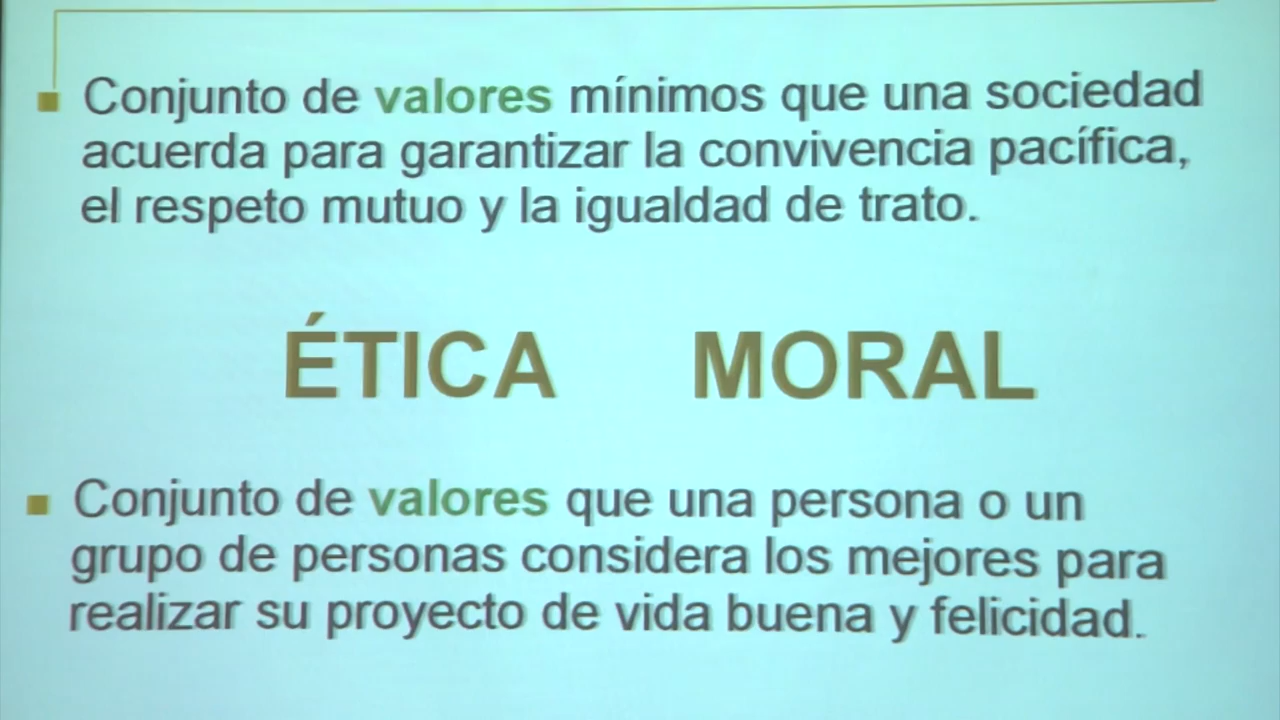 Conjunto de valores mínimos que una sociedad
acuerda para garantizar la convivencia pacífica,
el respeto mutuo y la igualdad de trato.
ÉTICA MORAL
Conjunto de valores que una persona o un
grupo de personas considera los mejores para
realizar su proyecto de vida buena y felicidad.